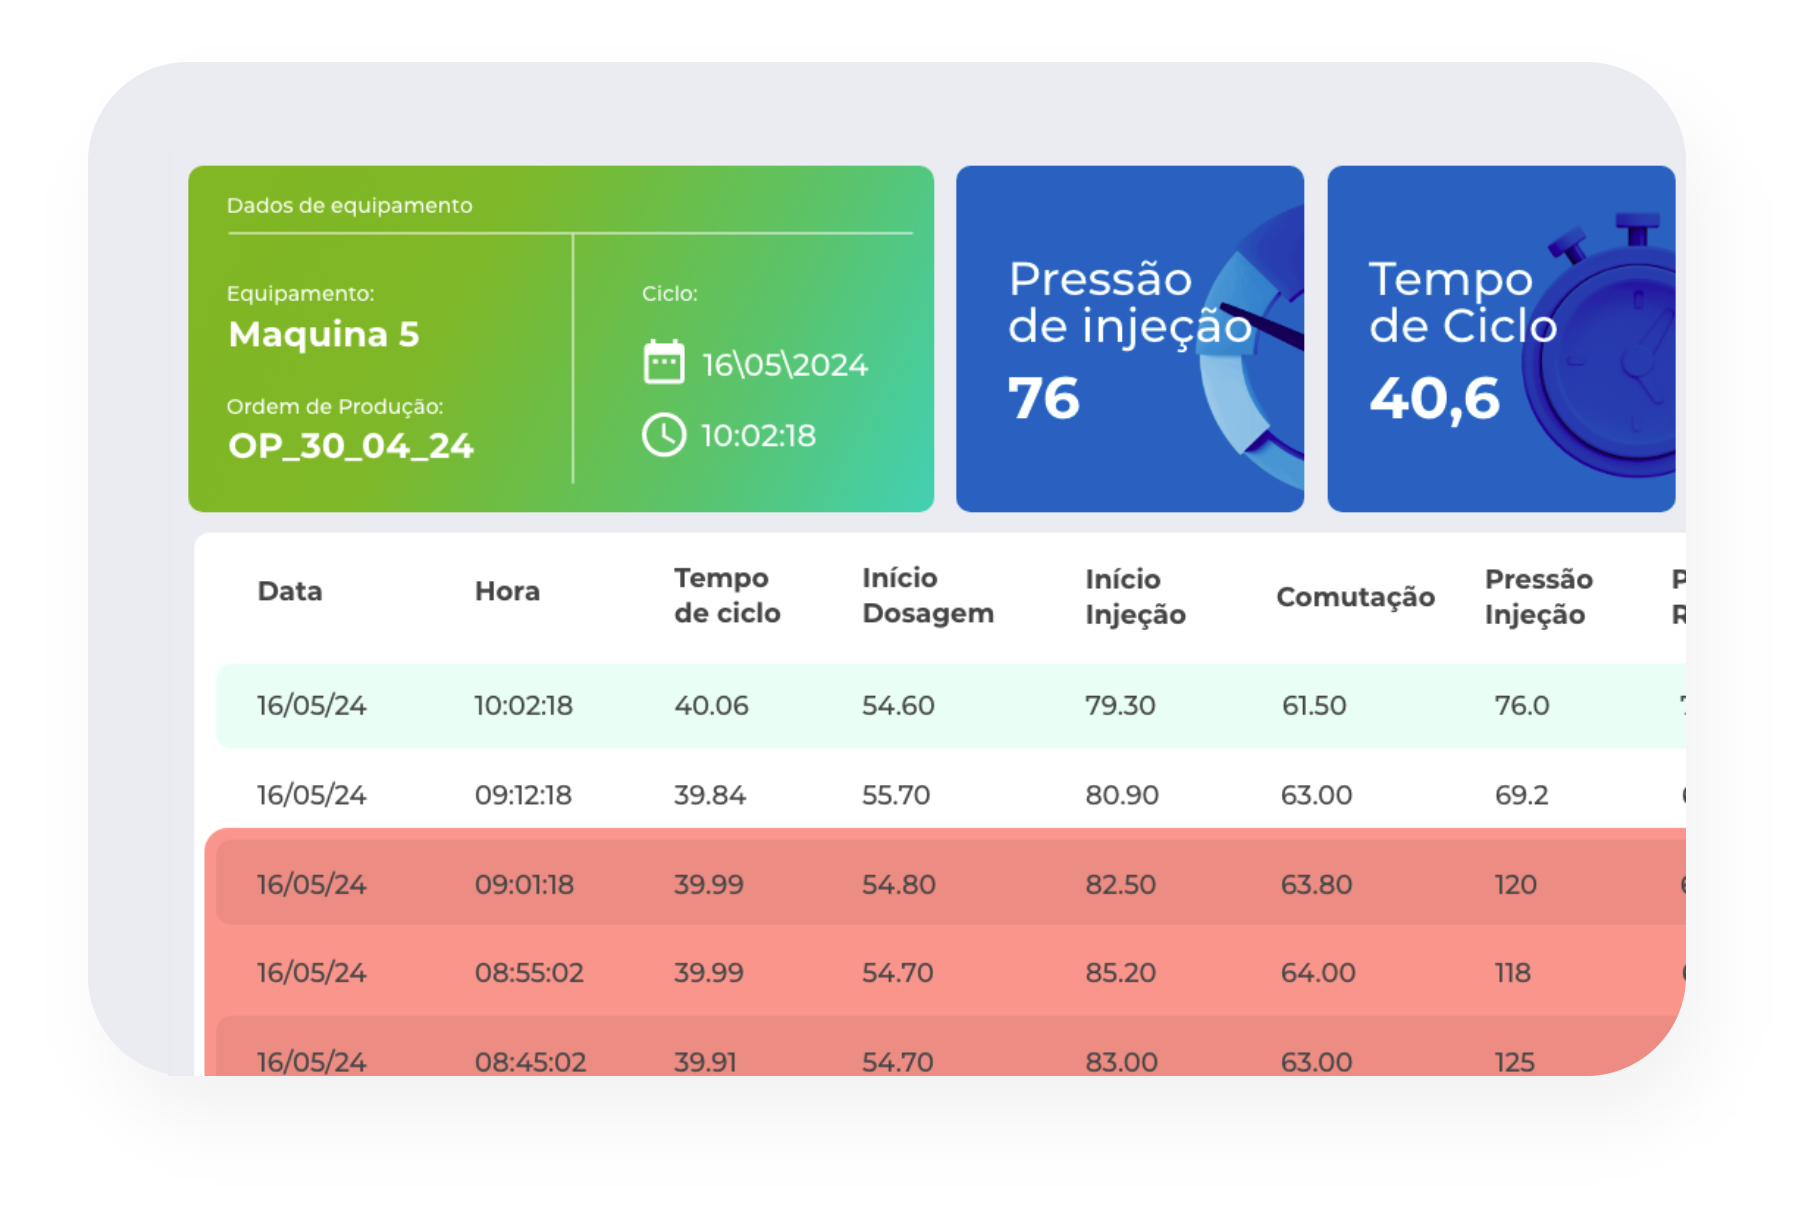 Dados de equipamento
Equipamento:
Maquina 5
Ordem de Produção:
OP_30_04_24
Ciclo:
16\05\2024
10:02:18
Pressão
de injeção
76
Tempo
de Ciclo
40,6
Data Hora Tempo de ciclo Início Dosagem Início Injeção Comutação Pressão Injeção
16/05/24 10:02:18 40.06 54.60 79.30 61.50 76.0
16/05/24 09:12:18 39.84 55.70 80.90 63.00 69.2
16/05/24 09:01:18 39.99 54.80 82.50 63.80 120
16/05/24 08:55:02 39.99 54.70 85.20 64.00 118
16/05/24 08:45:02 39.91 54.70 83.00 63.00 125